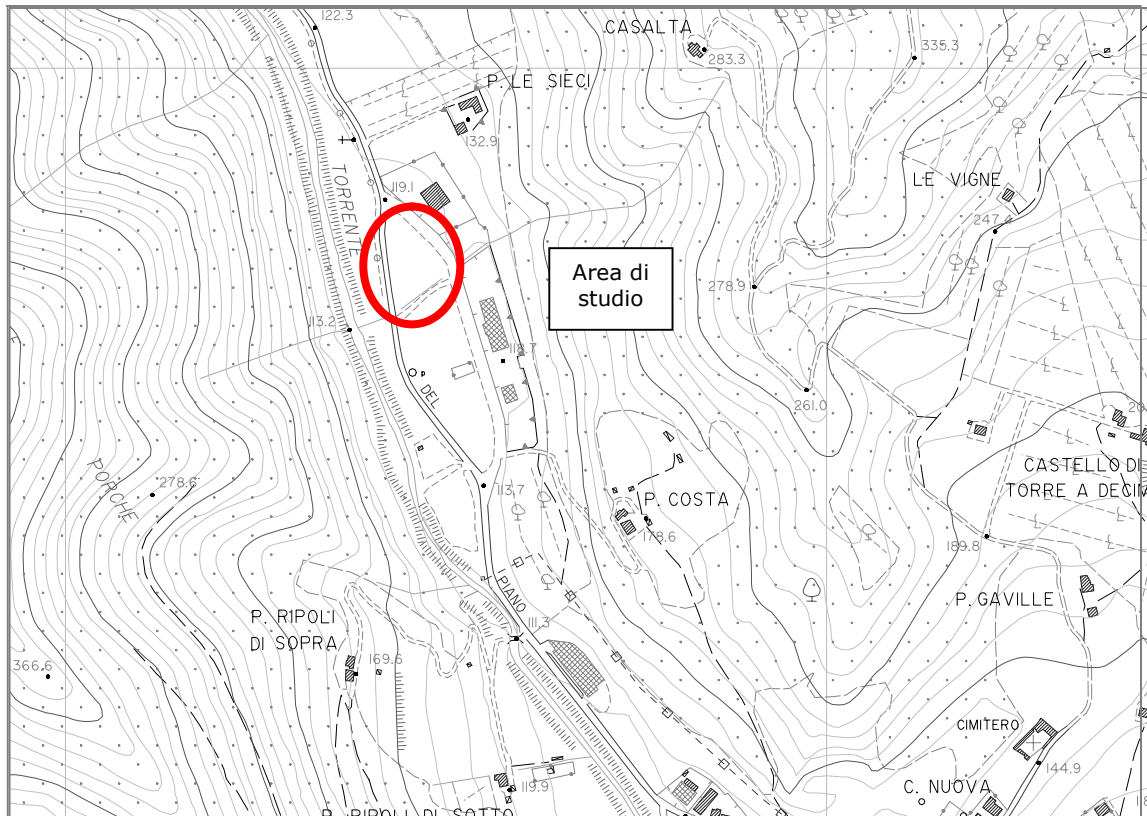 122.3
CASALTA
283.3
335.3
P. LE SIECI
132.9
TORRENTE
119.1
LE VIGNE
247.4
Area di
studio
278.9
113.2
118.7
DEL
261.0
CASTELLO DI
TORRE A DECIM
PORCHE
278.6
113.7
P. COSTA
178.6
189.8
PIANO
P. GAVILLE
P. RIPOLI
DI SOPRA
111.3
169.6
366.6
CIMITERO
144.9
C. NUOVA
119.9
P. RIPOLI DI SOTTO